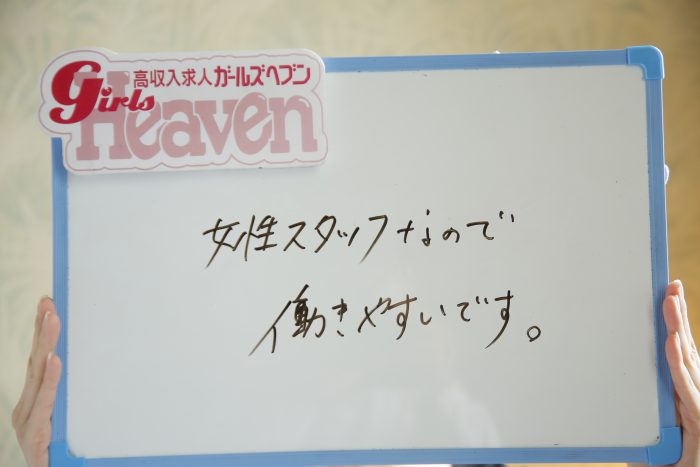 高収入求人ガールズヘブン
Girls
Heaven
女性スタッフなので
働きやすいです。